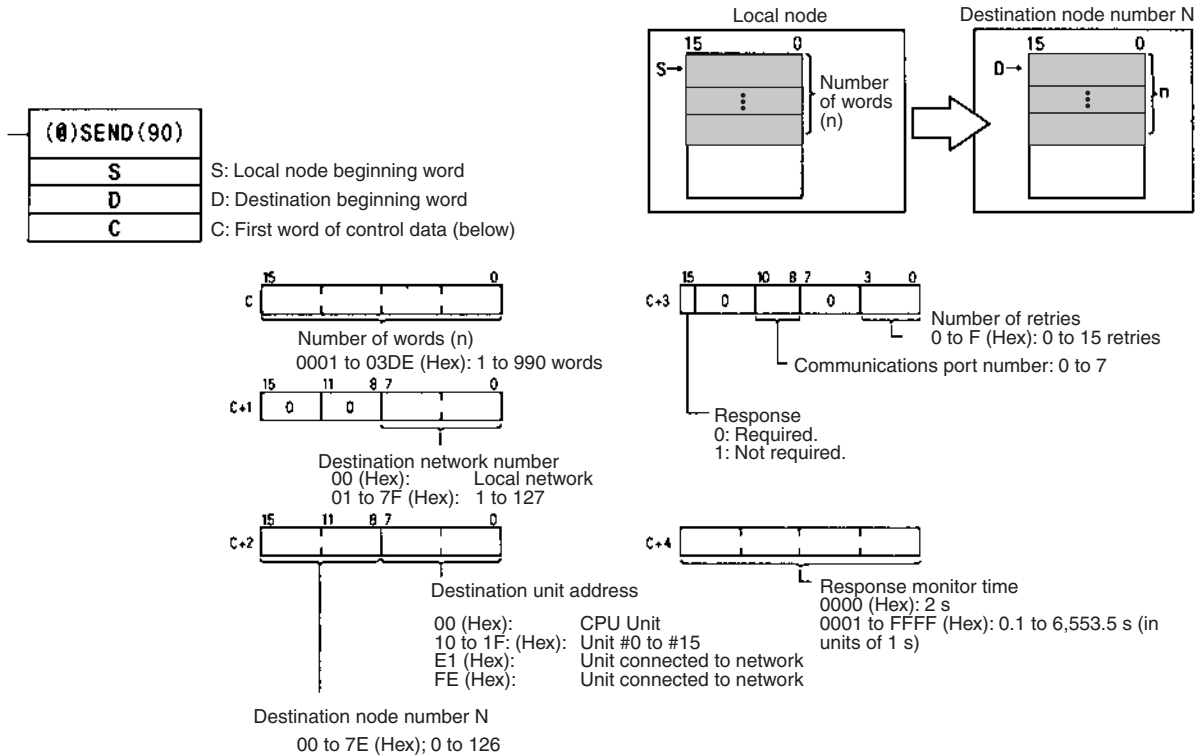 Local node
Destination node number N
15 0
S→
Number
of words
(n)
15 0
D→
n
(@)SEND(90)
S
S: Local node beginning word
D
D: Destination beginning word
C
C: First word of control data (below)
15 0
C
Number of words (n)
0001 to 03DE (Hex): 1 to 990 words
15 11 8 7 0
C+1 0 0
Destination network number
00 (Hex): Local network
01 to 7F (Hex): 1 to 127
15 11 8 7 0
C+2
Destination unit address
00 (Hex): CPU Unit
10 to 1F: (Hex): Unit #0 to #15
E1 (Hex): Unit connected to network
FE (Hex): Unit connected to network
Destination node number N
00 to 7E (Hex); 0 to 126
15 10 8 7 3 0
C+3 0 0
Number of retries
0 to F (Hex): 0 to 15 retries
Communications port number: 0 to 7
Response
0: Required.
1: Not required.
C+4
Response monitor time
0000 (Hex): 2 s
0001 to FFFF (Hex): 0.1 to 6,553.5 s (in
units of 1 s)